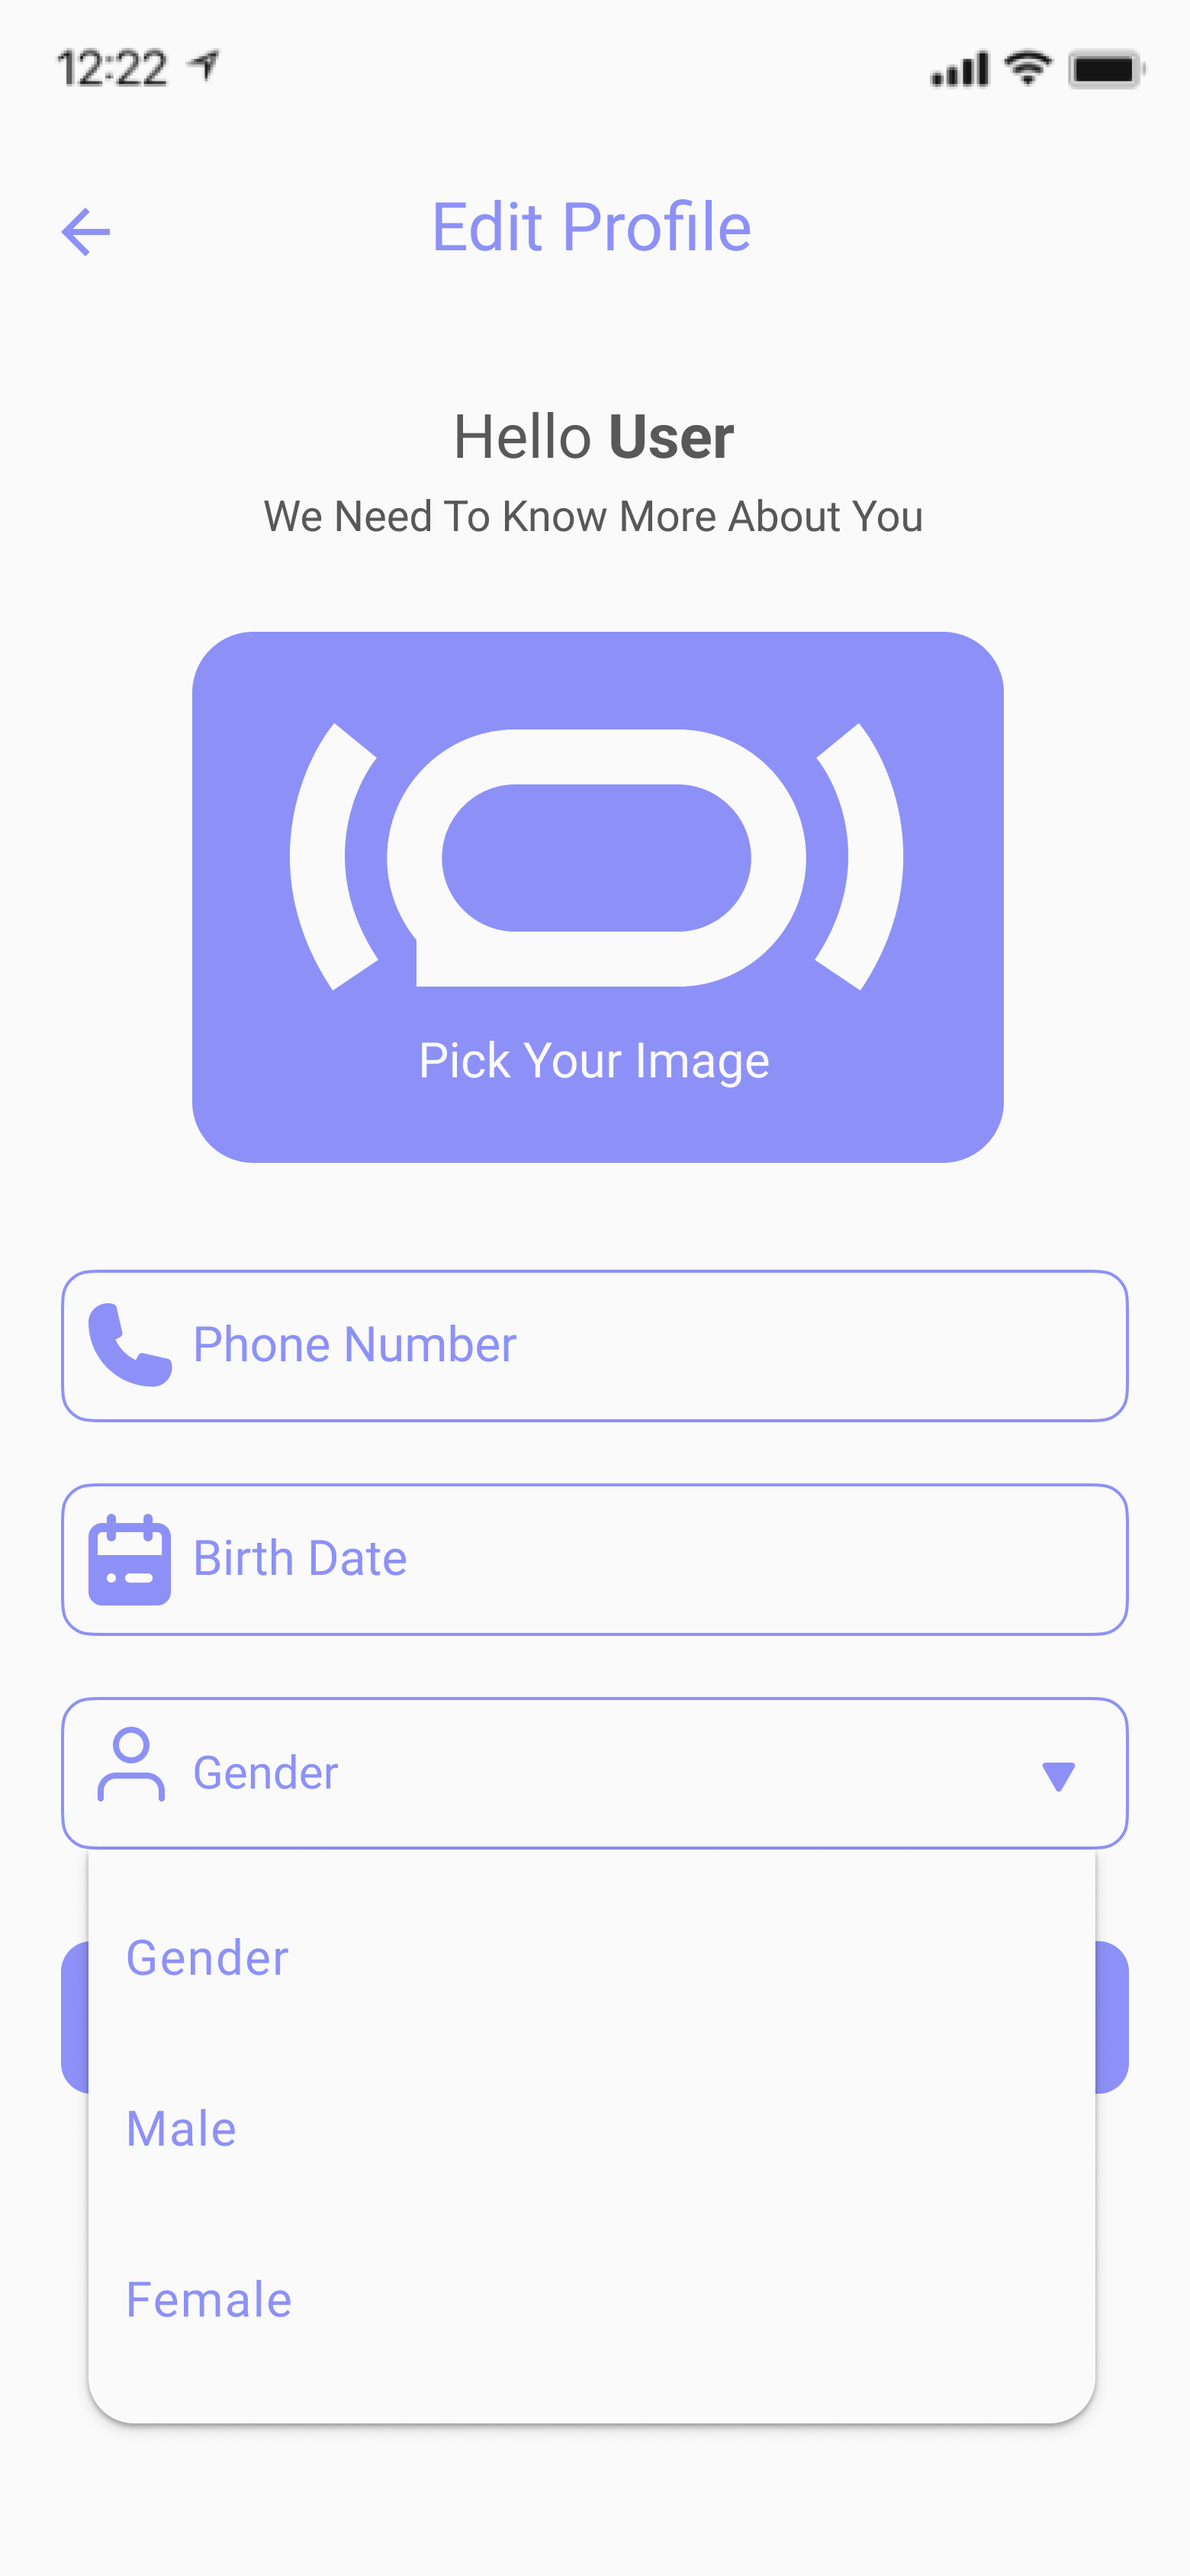 12:22
Edit Profile
Hello User
We Need To Know More About You
Pick Your Image
Phone Number
Birth Date
Gender
Gender
Male
Female